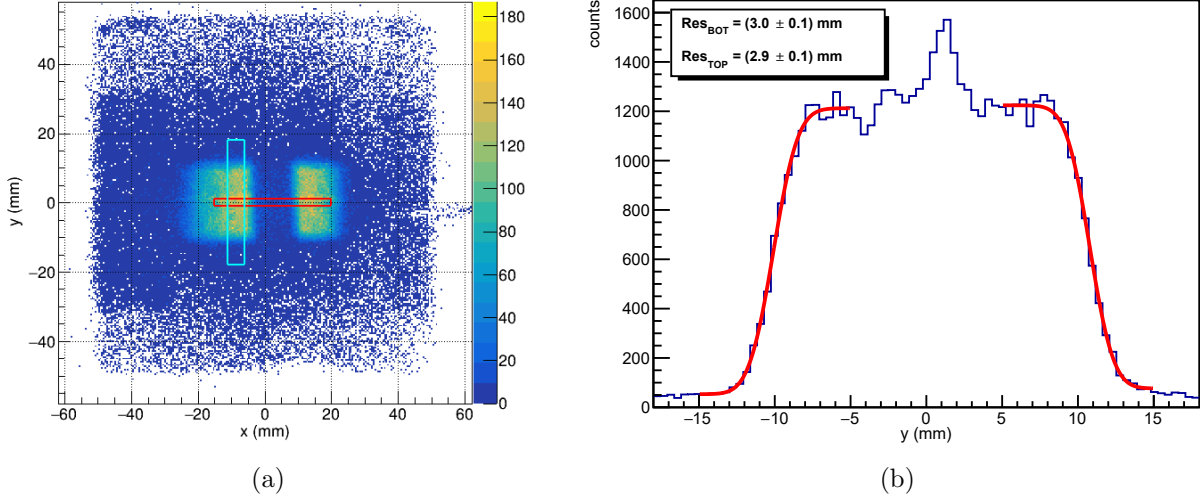 40
20
0
−20
−40
y (mm)
−60 −40 −20 0 20 40 60
x (mm)
180
160
140
120
100
80
60
40
20
0
(a)
counts
1600
1400
1200
1000
800
600
400
200
0
Res_BOT = (3.0 ± 0.1) mm
Res_TOP = (2.9 ± 0.1) mm
−15 −10 −5 0 5 10 15
y (mm)
(b)